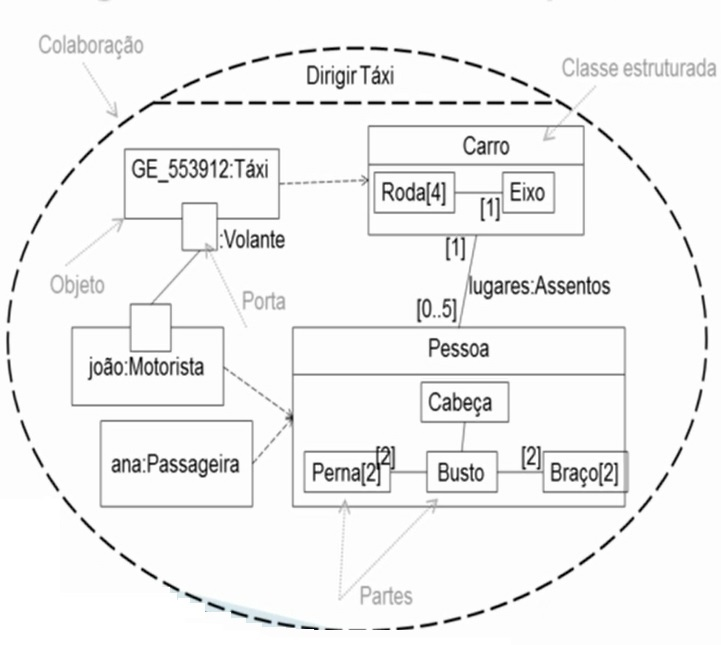 Colaboração
Dirigir Táxi
Classe estruturada
Carro
GE_553912:Táxi
Roda[4]
Eixo
[1]
:Volante
[1]
Objeto
Porta
lugares:Assentos
[0..5]
Pessoa
joão:Motorista
Cabeça
ana:Passageira
Perna[2]
[2]
Busto
[2]
Braço[2]
Partes